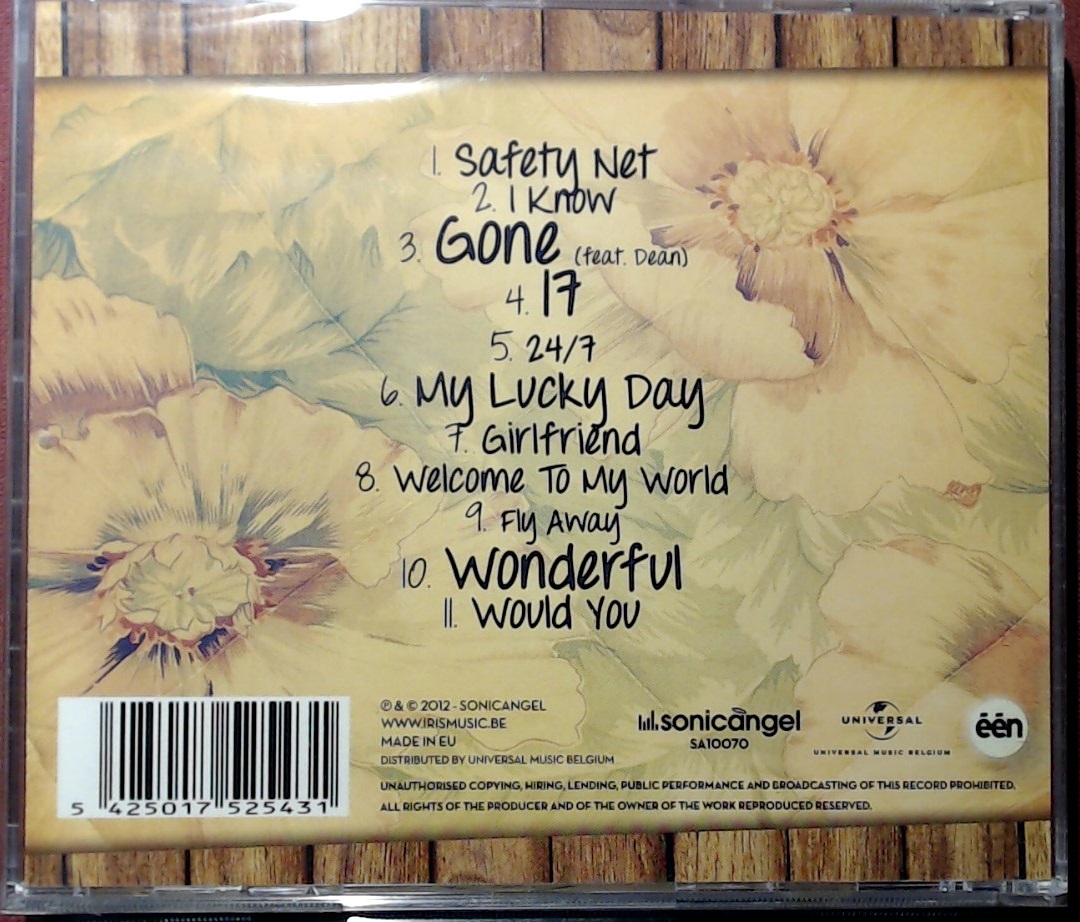 1. Safety Net
2. I Know
3. Gone (feat. Dean)
4. 17
5. 24/7
6. My Lucky Day
7. Girlfriend
8. Welcome To My World
9. Fly Away
10. Wonderful
11. Would You
5 425017 525431
℗ & © 2012 - SONICANGEL
WWW.IRISMUSIC.BE
MADE IN EU
DISTRIBUTED BY UNIVERSAL MUSIC BELGIUM
sonicangel
SA10070
UNIVERSAL
UNIVERSAL MUSIC BELGIUM
één
UNAUTHORISED COPYING, HIRING, LENDING, PUBLIC PERFORMANCE AND BROADCASTING OF THIS RECORD PROHIBITED.
ALL RIGHTS OF THE PRODUCER AND OF THE OWNER OF THE WORK REPRODUCED RESERVED.